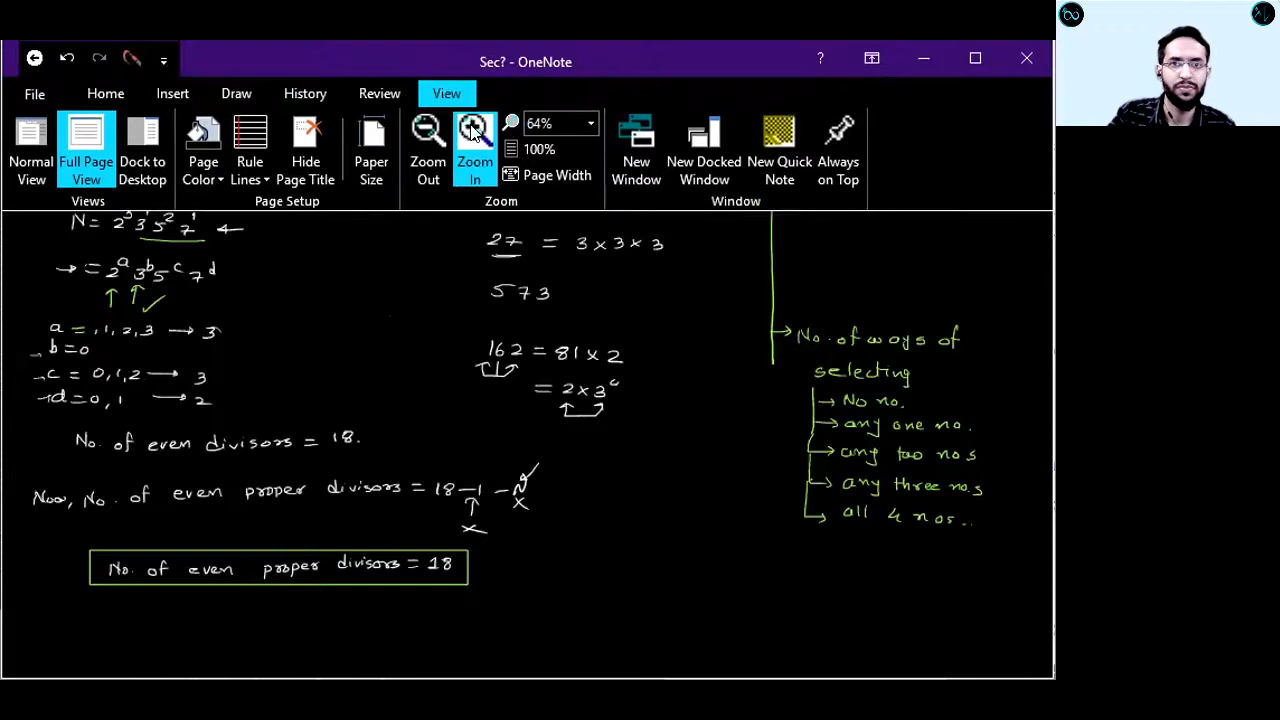 Sec? - OneNote
?
File Home Insert Draw History Review View
Normal View
Full Page View
Dock to Desktop
Views
Page Color
Rule Lines
Hide Page Title
Paper Size
Page Setup
Zoom Out
Zoom In
64%
100%
Page Width
Zoom
New Window
New Docked Window
New Quick Note
Always on Top
Window
N = 2³ 3¹ 5² 7¹ ←
→ = 2ᵃ 3ᵇ 5ᶜ 7ᵈ
a = , 1, 2, 3 → 3
b = 0
c = 0, 1, 2 → 3
d = 0, 1 → 2
No. of even divisors = 18.
Now, No. of even proper divisors = 18 - 1 - N
x x
No. of even proper divisors = 18
27 = 3 × 3 × 3
573
162 = 81 × 2
= 2 × 3
→ No. of ways of
selecting
→ No no.
→ any one no.
→ any two nos
→ any three no.s
→ all 4 nos..